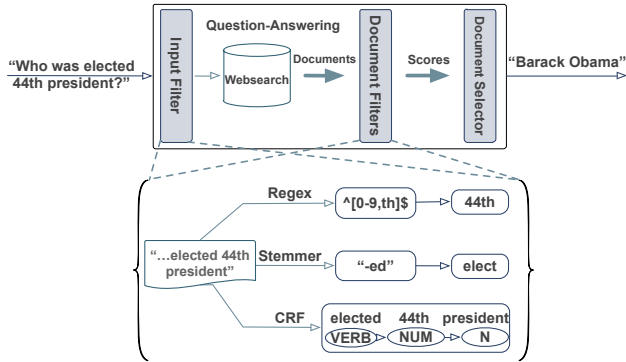 Question-Answering
“Who was elected
44th president?”
Input Filter
Websearch
Documents
Document Filters
Scores
Document Selector
“Barack Obama”
Regex
^[0-9,th]$
44th
“...elected 44th
president”
Stemmer
“-ed”
elect
CRF
elected 44th president
VERB NUM N